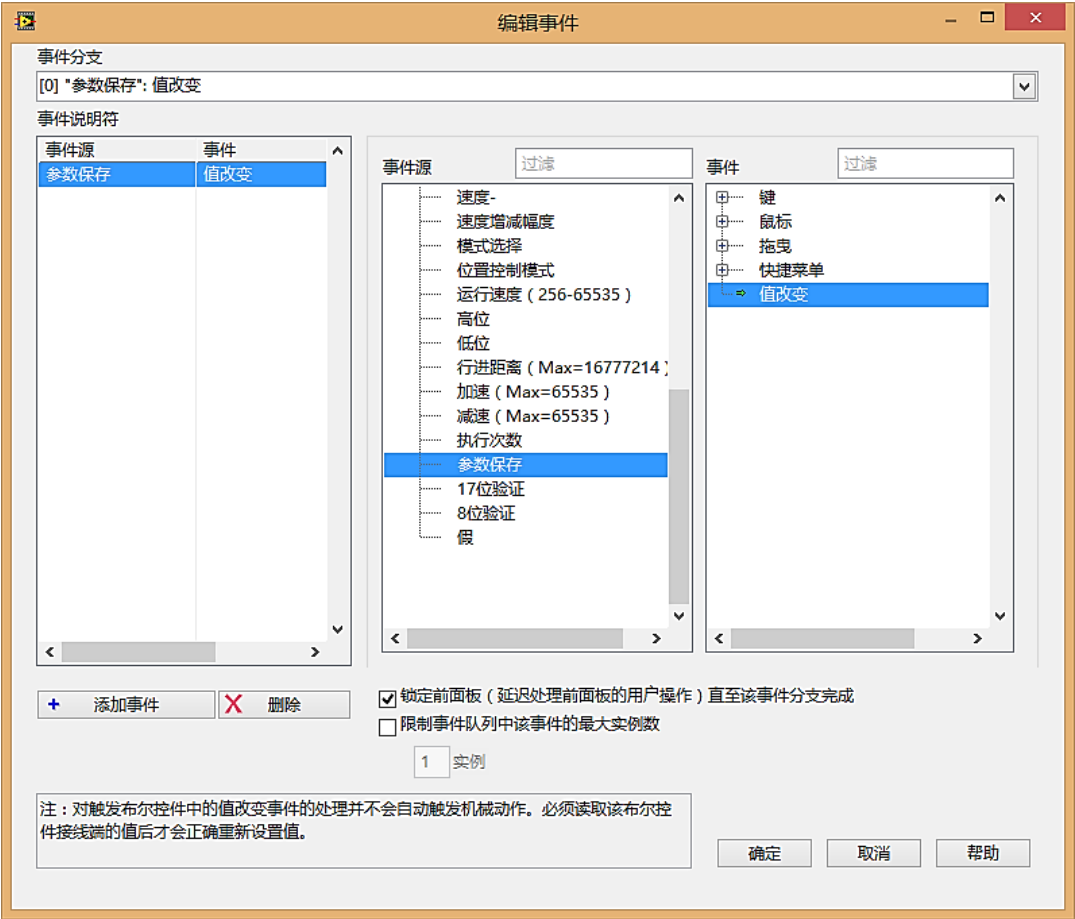 编辑事件
事件分支
[0] "参数保存": 值改变
事件说明符
事件源 事件
参数保存 值改变
事件源 过滤
速度-
速度增减幅度
模式选择
位置控制模式
运行速度（256-65535）
高位
低位
行进距离（Max=16777214）
加速（Max=65535）
减速（Max=65535）
执行次数
参数保存
17位验证
8位验证
假
事件 过滤
键
鼠标
拖曳
快捷菜单
值改变
添加事件 删除
锁定前面板（延迟处理前面板的用户操作）直至该事件分支完成
限制事件队列中该事件的最大实例数
1 实例
注：对触发布尔控件中的值改变事件的处理并不会自动触发机械动作。必须读取该布尔控
件接线端的值后才会正确重新设置值。
确定 取消 帮助